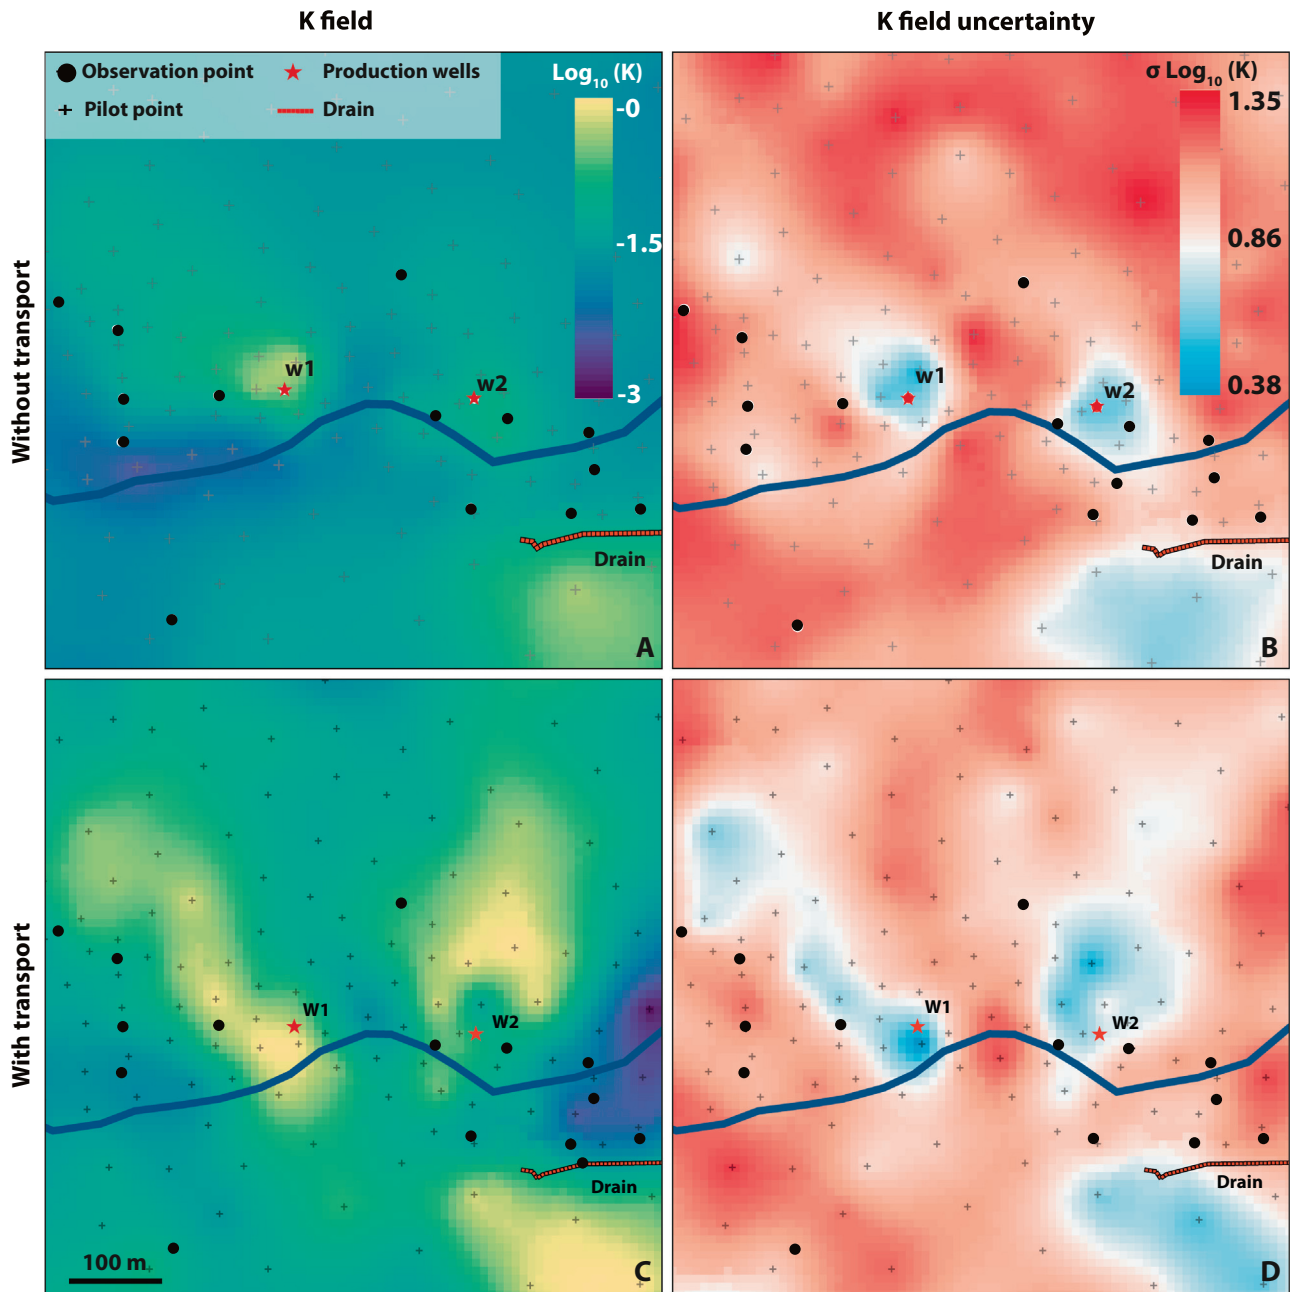 K field
K field uncertainty
Without transport
Observation point
Production wells
Pilot point
Drain
Log10 (K)
-0
-1.5
-3
w1
w2
Drain
A
σ Log10 (K)
1.35
0.86
0.38
w1
w2
Drain
B
With transport
W1
W2
Drain
100 m
C
W1
W2
Drain
D